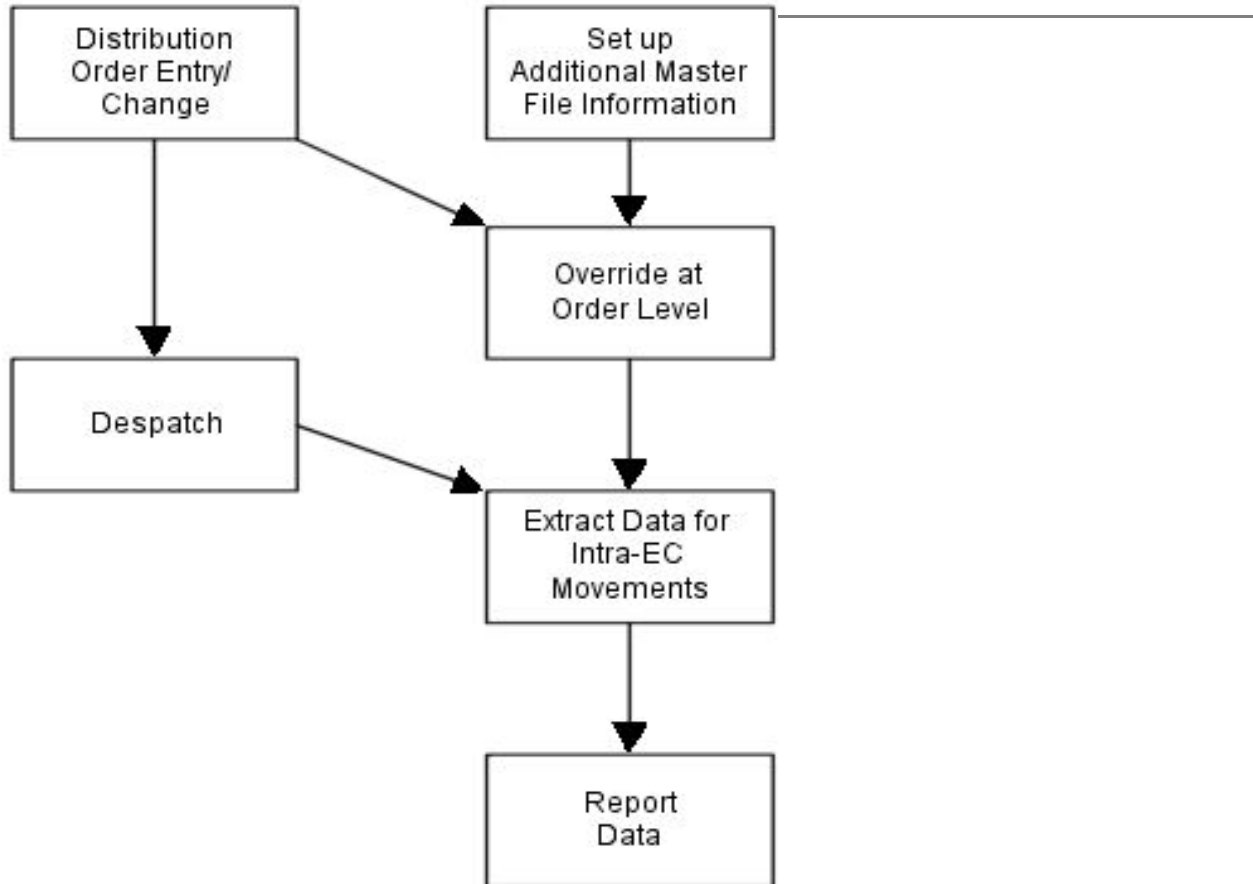 Distribution
Order Entry/
Change
Set up
Additional Master
File Information
Override at
Order Level
Despatch
Extract Data for
Intra-EC
Movements
Report
Data